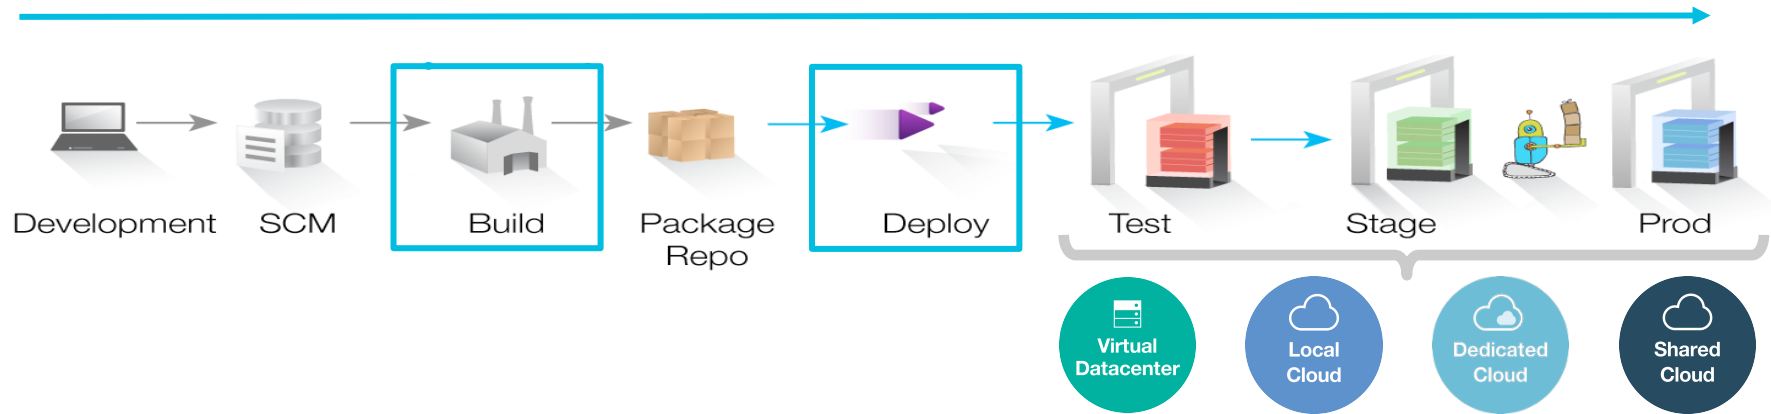 Development
SCM
Build
Package
Repo
Deploy
Test
Stage
Prod
Virtual
Datacenter
Local
Cloud
Dedicated
Cloud
Shared
Cloud